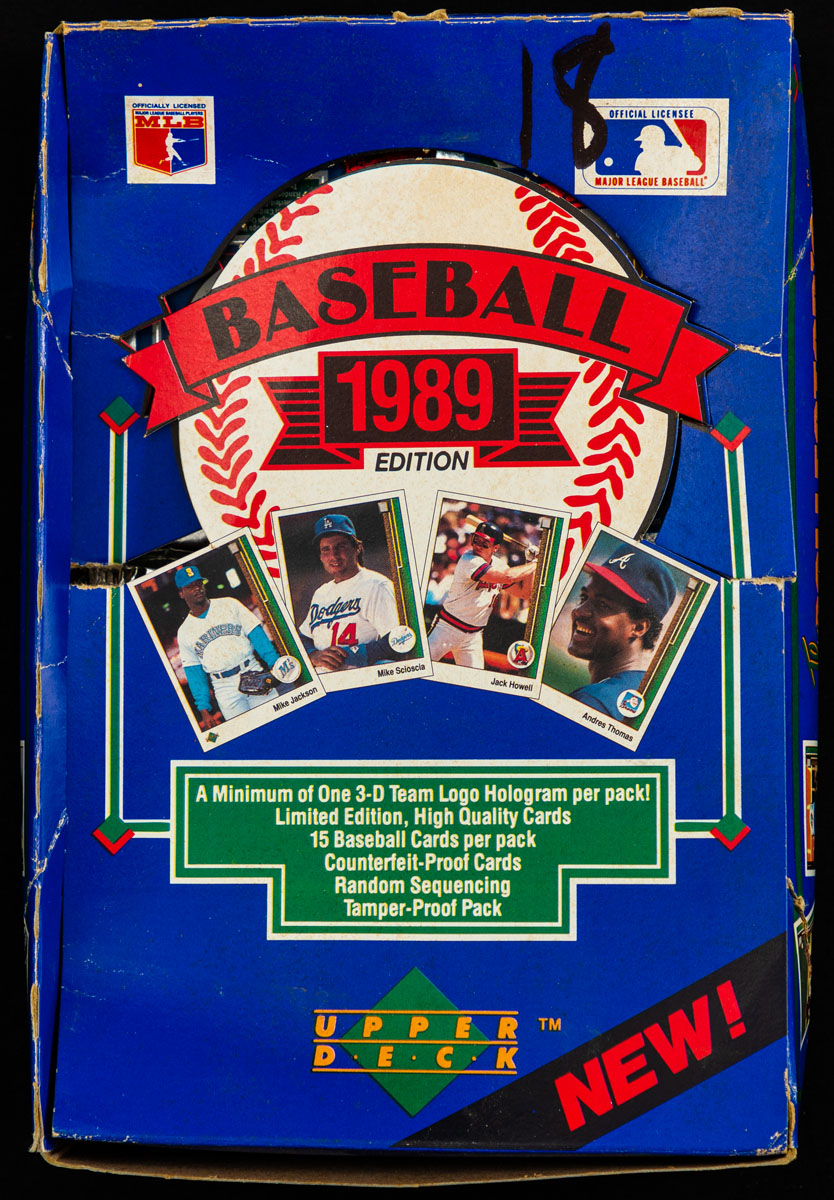 18
OFFICIALLY LICENSED
MAJOR LEAGUE BASEBALL PLAYERS
MLB
OFFICIAL LICENSEE
MAJOR LEAGUE BASEBALL®
BASEBALL
1989
EDITION
MARINERS
Mike Jackson
LA
Dodgers
14
Dodgers
Mike Scioscia
Jack Howell
A
Andres Thomas
A Minimum of One 3-D Team Logo Hologram per pack!
Limited Edition, High Quality Cards
15 Baseball Cards per pack
Counterfeit-Proof Cards
Random Sequencing
Tamper-Proof Pack
UPPER
D·E·C·K
TM
NEW!